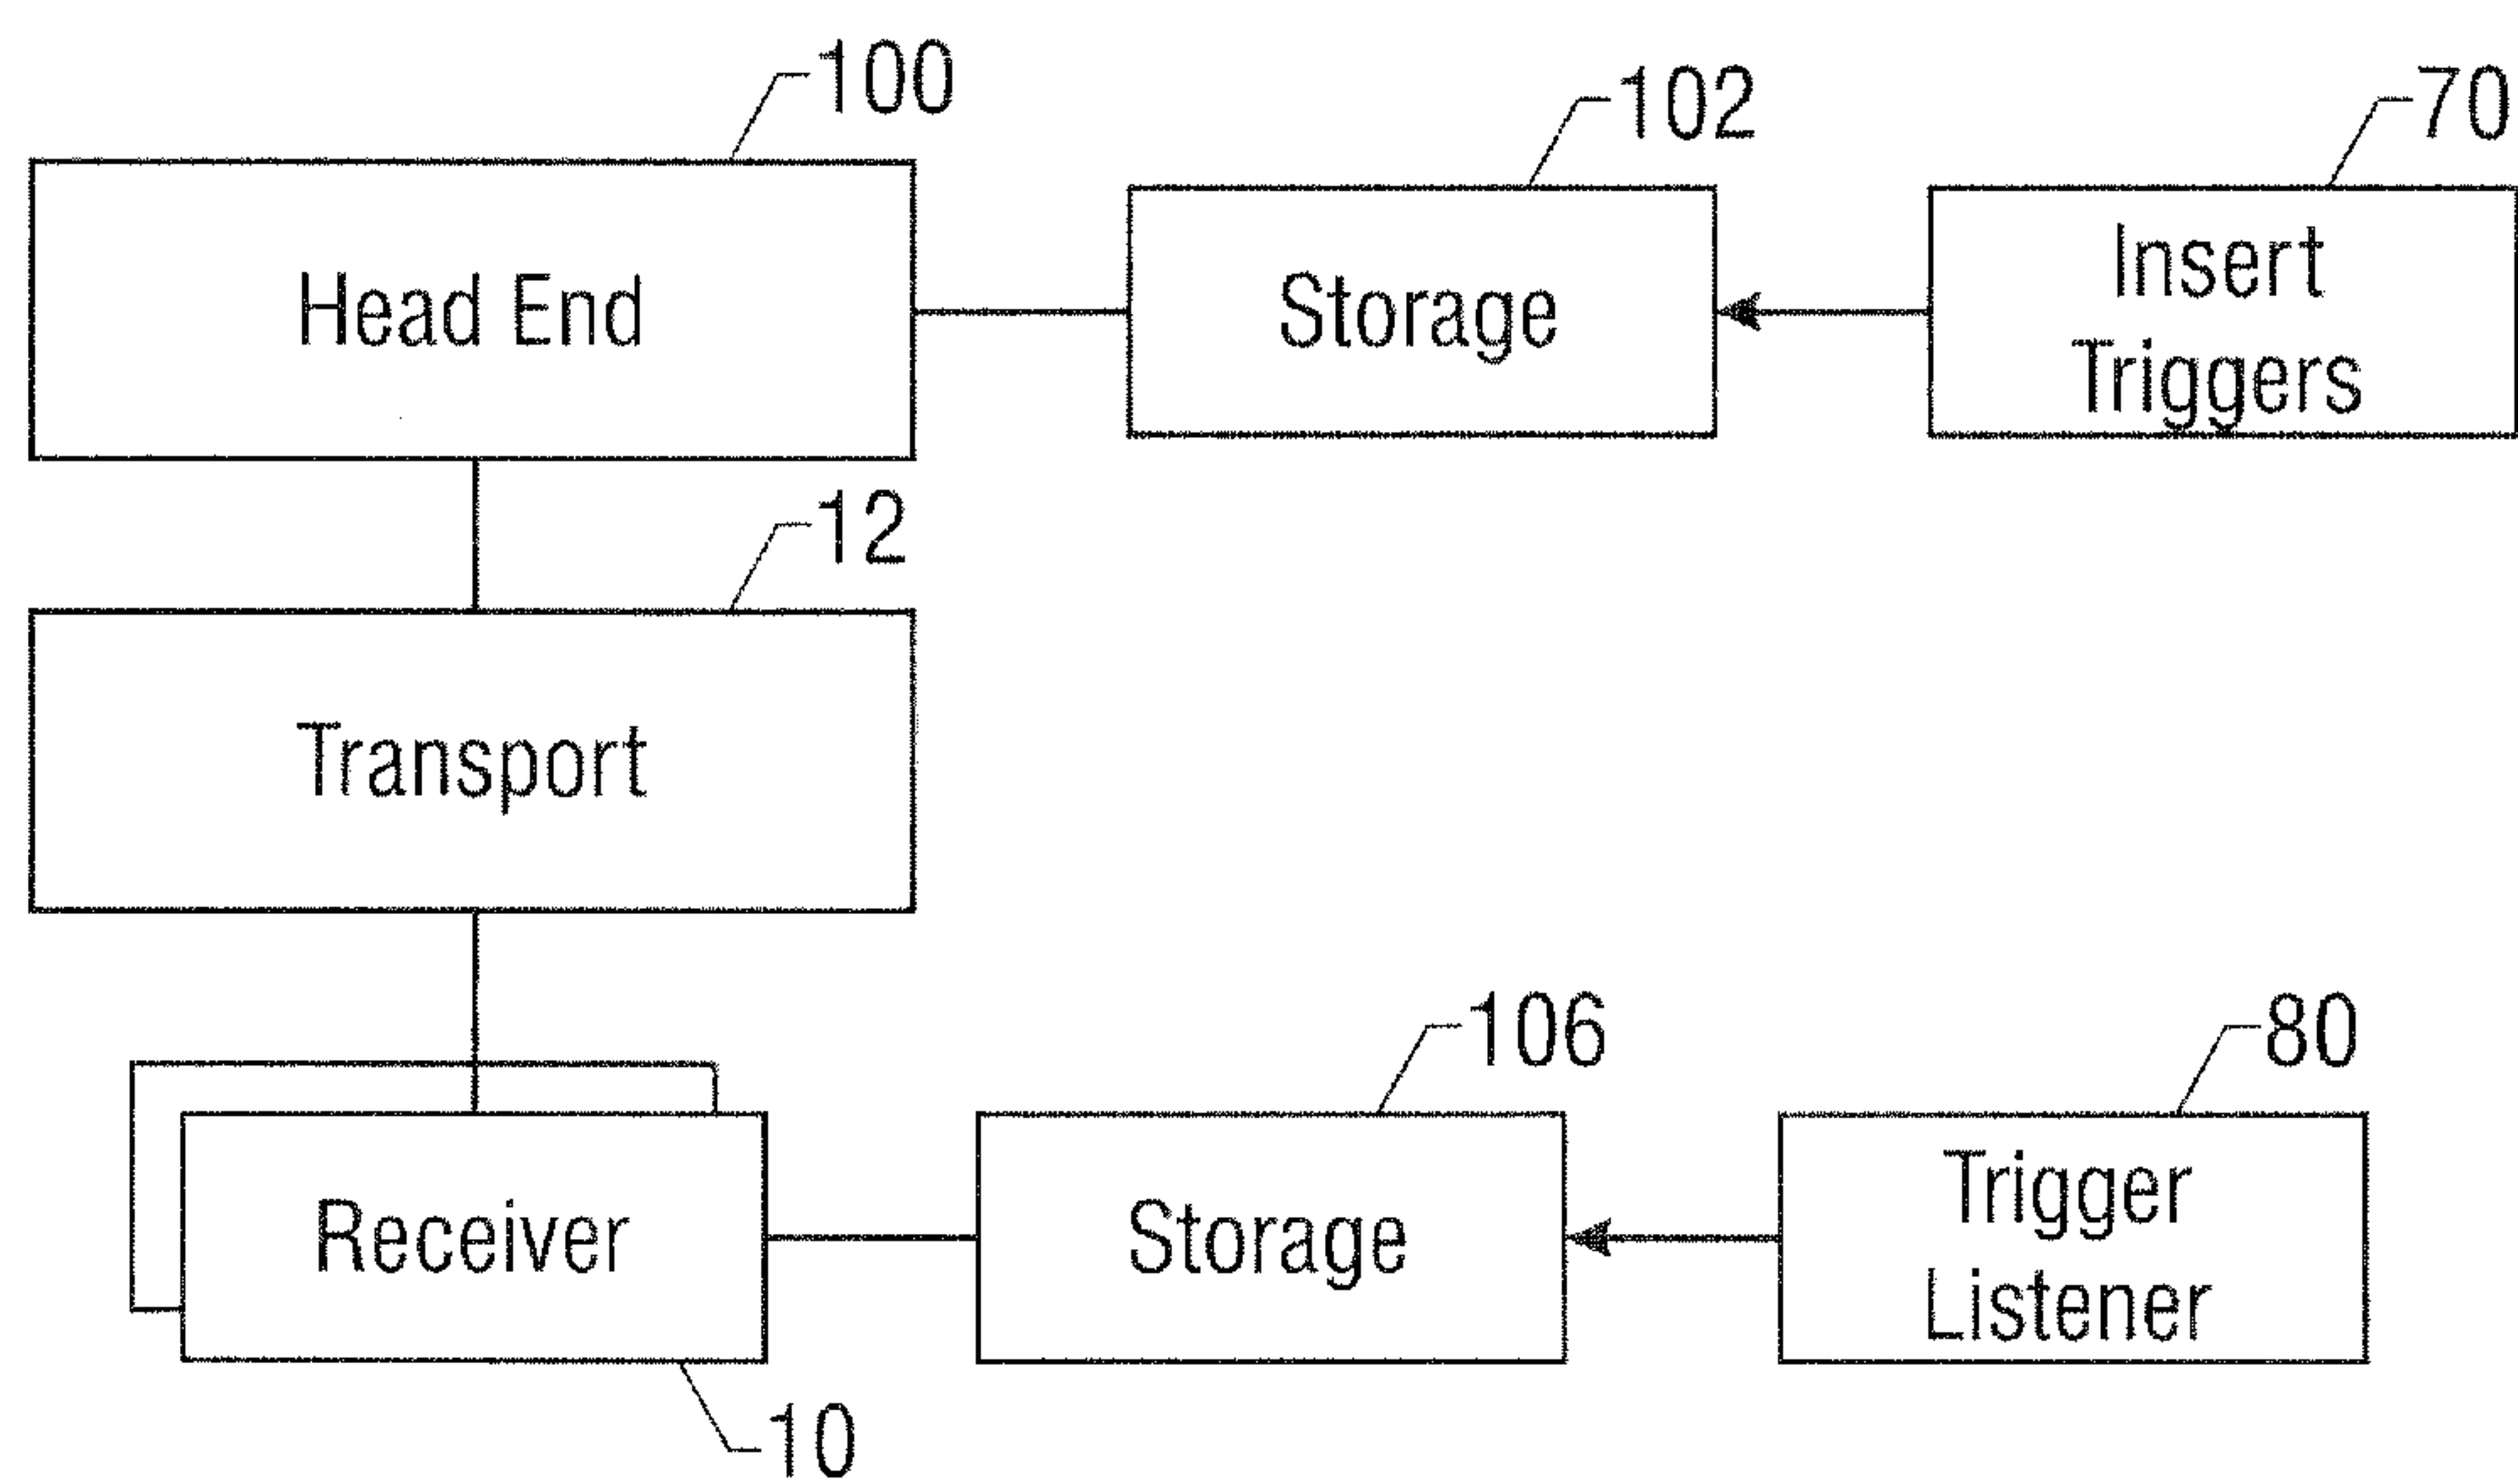 100
102
70
Head End
Storage
Insert
Triggers
12
Transport
106
80
Receiver
Storage
Trigger
Listener
10